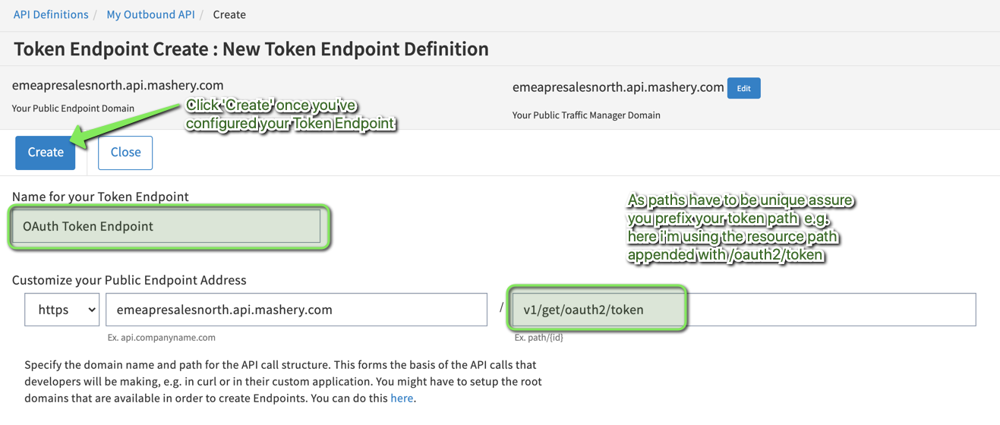 API Definitions / My Outbound API / Create
Token Endpoint Create : New Token Endpoint Definition
emeapresalesnorth.api.mashery.com
Your Public Endpoint Domain
emeapresalesnorth.api.mashery.com Edit
Your Public Traffic Manager Domain
Click 'Create' once you've
configured your Token Endpoint
Create Close
Name for your Token Endpoint
OAuth Token Endpoint
As paths have to be unique assure
you prefix your token path e.g.
here i'm using the resource path
appended with /oauth2/token
Customize your Public Endpoint Address
https emeapresalesnorth.api.mashery.com / v1/get/oauth2/token
Ex. api.companyname.com Ex. path/{id}
Specify the domain name and path for the API call structure. This forms the basis of the API calls that
developers will be making, e.g. in curl or in their custom application. You might have to setup the root
domains that are available in order to create Endpoints. You can do this here.